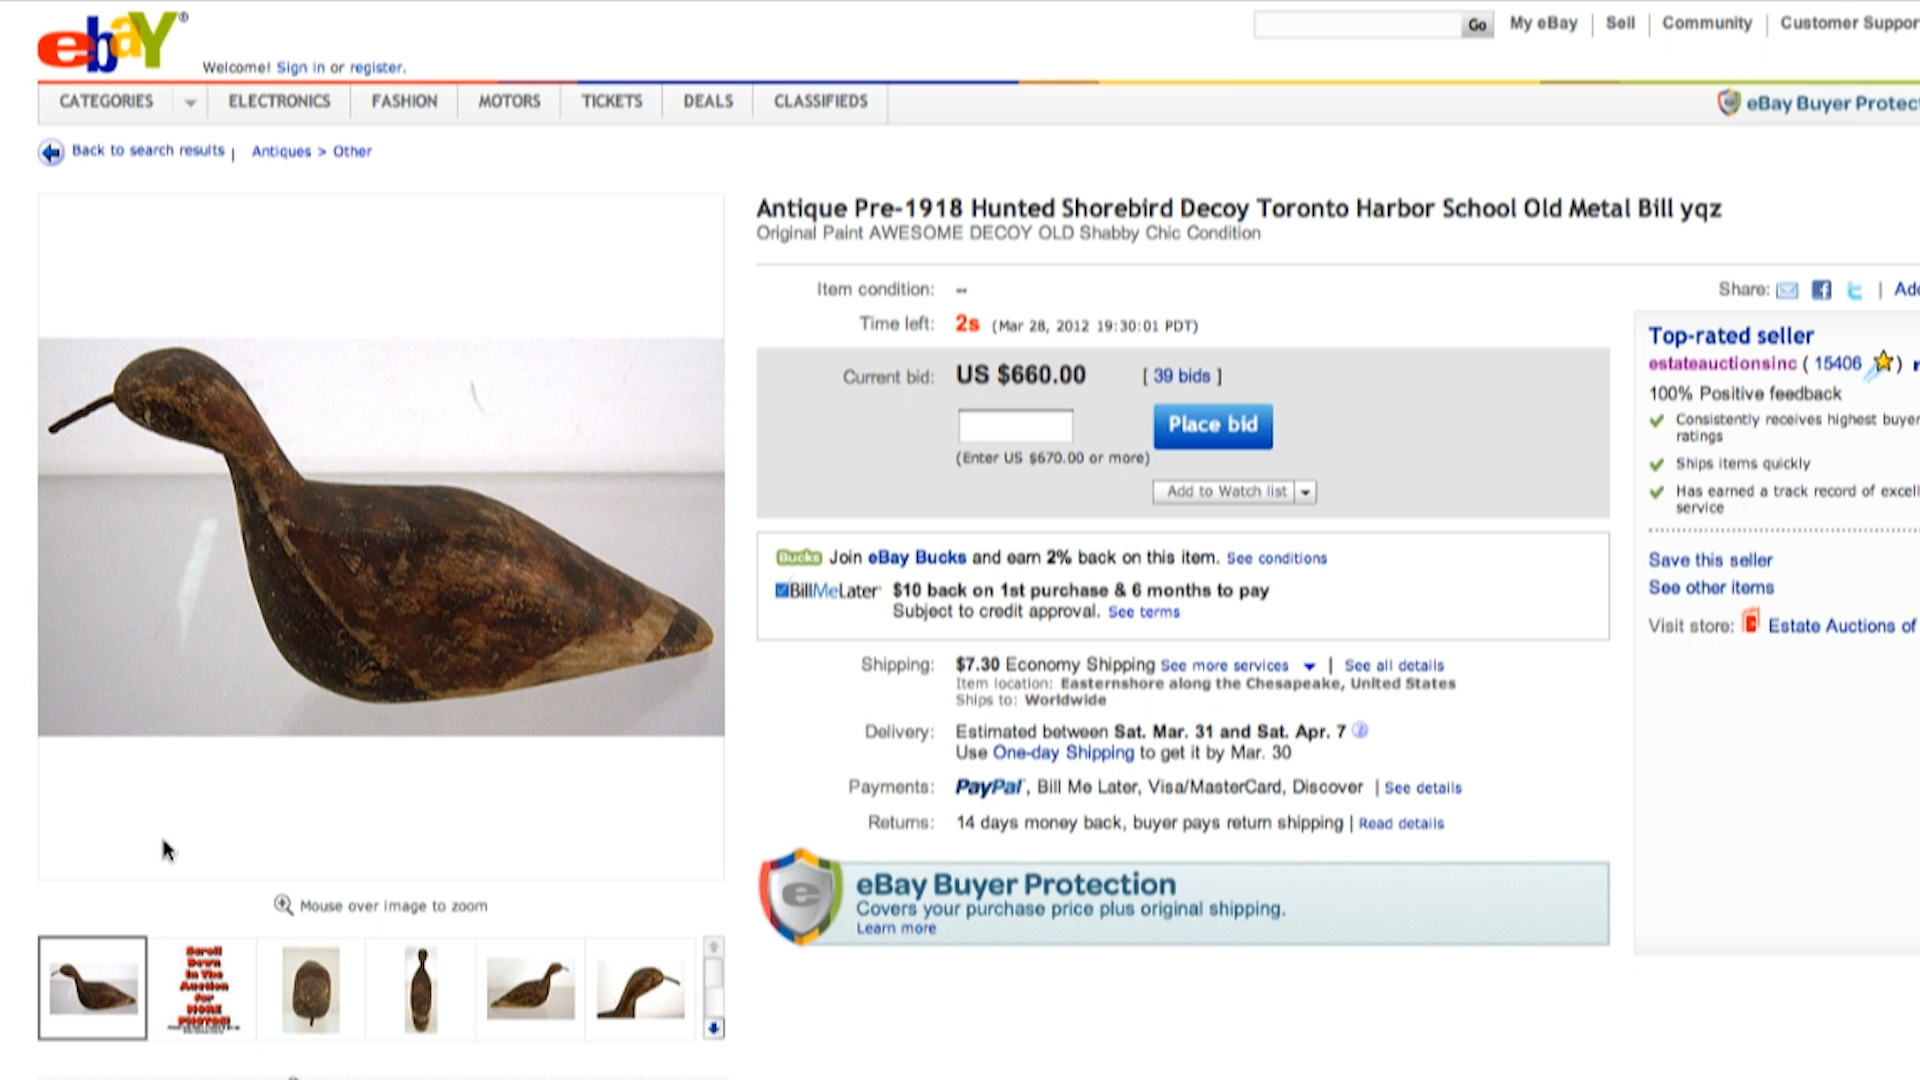 ebaY®
Go My eBay Sell Community Customer Suppor
Welcome! Sign in or register.
CATEGORIES ELECTRONICS FASHION MOTORS TICKETS DEALS CLASSIFIEDS
eBay Buyer Protec
Back to search results | Antiques > Other
Antique Pre-1918 Hunted Shorebird Decoy Toronto Harbor School Old Metal Bill yqz
Original Paint AWESOME DECOY OLD Shabby Chic Condition
Item condition: --
Time left: 2s (Mar 28, 2012 19:30:01 PDT)
Current bid: US $660.00 [ 39 bids ]
Place bid
(Enter US $670.00 or more)
Add to Watch list
Bucks Join eBay Bucks and earn 2% back on this item. See conditions
BillMeLater $10 back on 1st purchase & 6 months to pay
Subject to credit approval. See terms
Shipping: $7.30 Economy Shipping See more services | See all details
Item location: Easternshore along the Chesapeake, United States
Ships to: Worldwide
Delivery: Estimated between Sat. Mar. 31 and Sat. Apr. 7
Use One-day Shipping to get it by Mar. 30
Payments: PayPal, Bill Me Later, Visa/MasterCard, Discover | See details
Returns: 14 days money back, buyer pays return shipping | Read details
e
eBay Buyer Protection
Covers your purchase price plus original shipping.
Learn more
Share: | Add
Top-rated seller
estateauctionsinc ( 15406 )
100% Positive feedback
Consistently receives highest buyer
ratings
Ships items quickly
Has earned a track record of excell
service
Save this seller
See other items
Visit store: Estate Auctions of
Mouse over image to zoom
Scroll
Down
In The
Auction
for
MORE
PHOTOS!